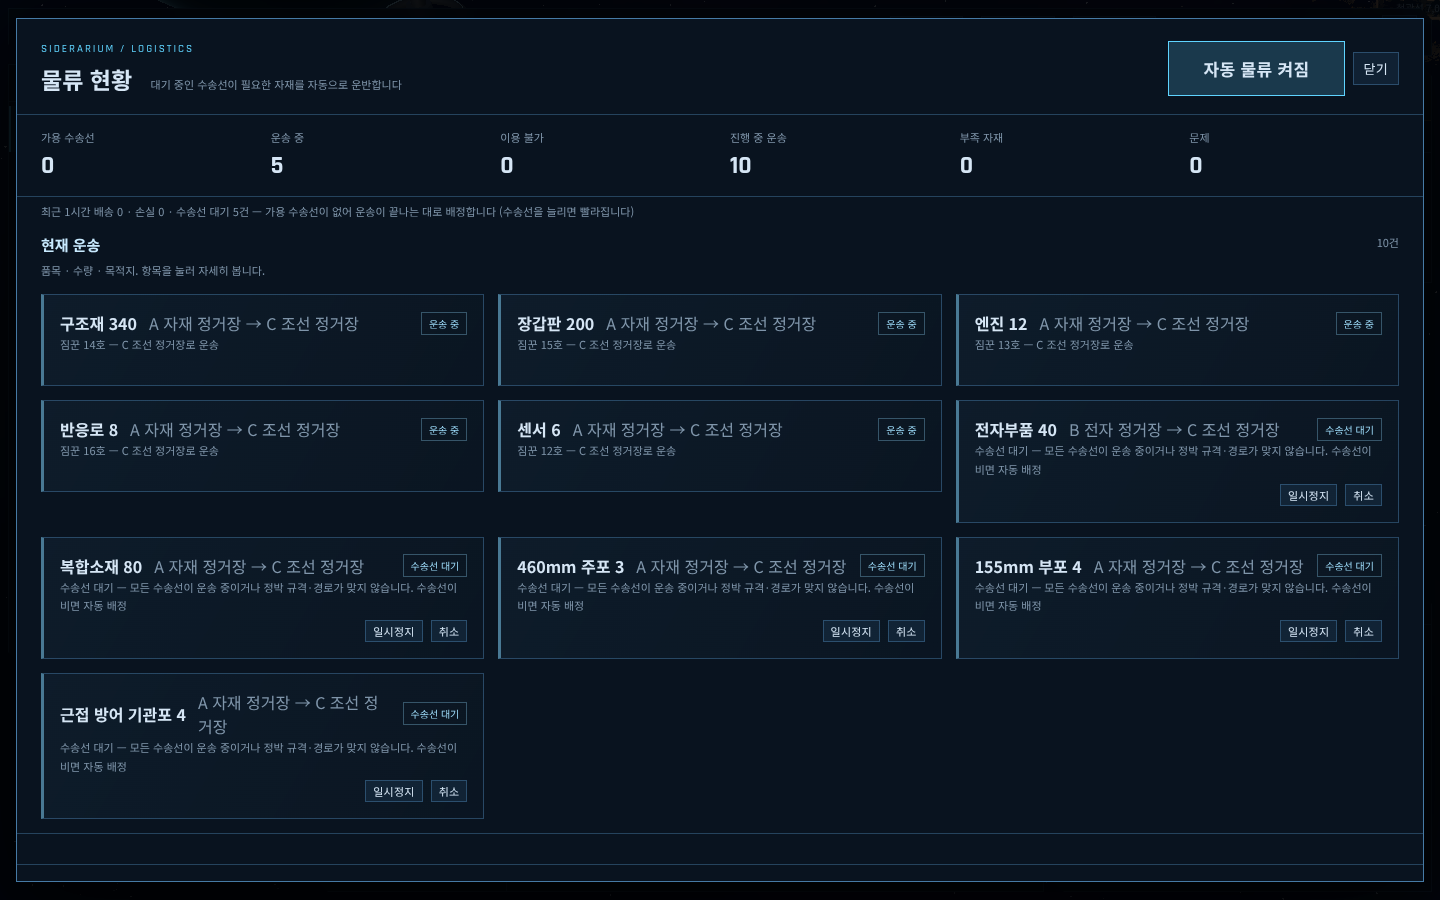 SIDERARIUM / LOGISTICS
물류 현황 대기 중인 수송선이 필요한 자재를 자동으로 운반합니다
자동 물류 켜짐
닫기
가용 수송선
0
운송 중
5
이용 불가
0
진행 중 운송
10
부족 자재
0
문제
0
최근 1시간 배송 0 · 손실 0 · 수송선 대기 5건 — 가용 수송선이 없어 운송이 끝나는 대로 배정합니다 (수송선을 늘리면 빨라집니다)
현재 운송
10건
품목 · 수량 · 목적지. 항목을 눌러 자세히 봅니다.
구조재 340 A 자재 정거장 → C 조선 정거장 운송 중
짐꾼 14호 — C 조선 정거장로 운송
장갑판 200 A 자재 정거장 → C 조선 정거장 운송 중
짐꾼 15호 — C 조선 정거장로 운송
엔진 12 A 자재 정거장 → C 조선 정거장 운송 중
짐꾼 13호 — C 조선 정거장로 운송
반응로 8 A 자재 정거장 → C 조선 정거장 운송 중
짐꾼 16호 — C 조선 정거장로 운송
센서 6 A 자재 정거장 → C 조선 정거장 운송 중
짐꾼 12호 — C 조선 정거장로 운송
전자부품 40 B 전자 정거장 → C 조선 정거장 수송선 대기
수송선 대기 — 모든 수송선이 운송 중이거나 정박 규격·경로가 맞지 않습니다. 수송선이
비면 자동 배정
일시정지 취소
복합소재 80 A 자재 정거장 → C 조선 정거장 수송선 대기
수송선 대기 — 모든 수송선이 운송 중이거나 정박 규격·경로가 맞지 않습니다. 수송선이
비면 자동 배정
일시정지 취소
460mm 주포 3 A 자재 정거장 → C 조선 정거장 수송선 대기
수송선 대기 — 모든 수송선이 운송 중이거나 정박 규격·경로가 맞지 않습니다. 수송선이
비면 자동 배정
일시정지 취소
155mm 부포 4 A 자재 정거장 → C 조선 정거장 수송선 대기
수송선 대기 — 모든 수송선이 운송 중이거나 정박 규격·경로가 맞지 않습니다. 수송선이
비면 자동 배정
일시정지 취소
근접 방어 기관포 4 A 자재 정거장 → C 조선 정
거장
수송선 대기
수송선 대기 — 모든 수송선이 운송 중이거나 정박 규격·경로가 맞지 않습니다. 수송선이
비면 자동 배정
일시정지 취소